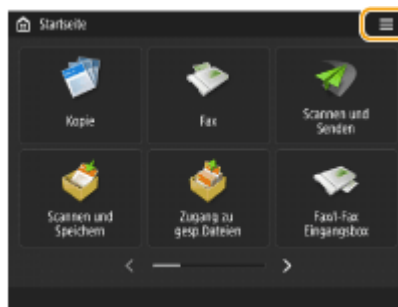 Startseite
Kopie
Fax
Scannen und
Senden
Scannen und
Speichern
Zugang zu
gesp.Dateien
Fax/I-Fax
Eingangsbox